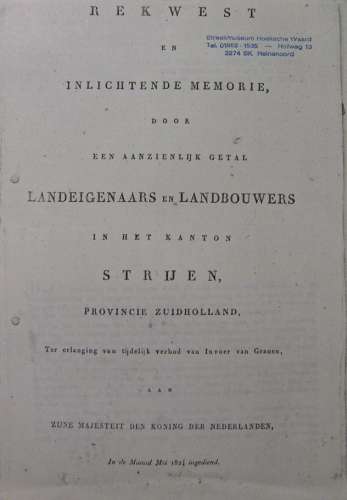 REKWEST
Streekmuseum Hoeksche Waard
Tel. 01862 - 1535 - Hofweg 13
3274 BK Heinenoord
EN
INLICHTENDE MEMORIE,
DOOR
EEN AANZIENLIJK GETAL
LANDEIGENAARS EN LANDBOUWERS
IN HET KANTON
STRIJEN,
PROVINCIE ZUIDHOLLAND,
Ter erlanging van tijdelijk verbod van Invoer van Granen,
AAN
ZIJNE MAJESTEIT DEN KONING DER NEDERLANDEN,
In de Maand Mei 1824 ingediend.